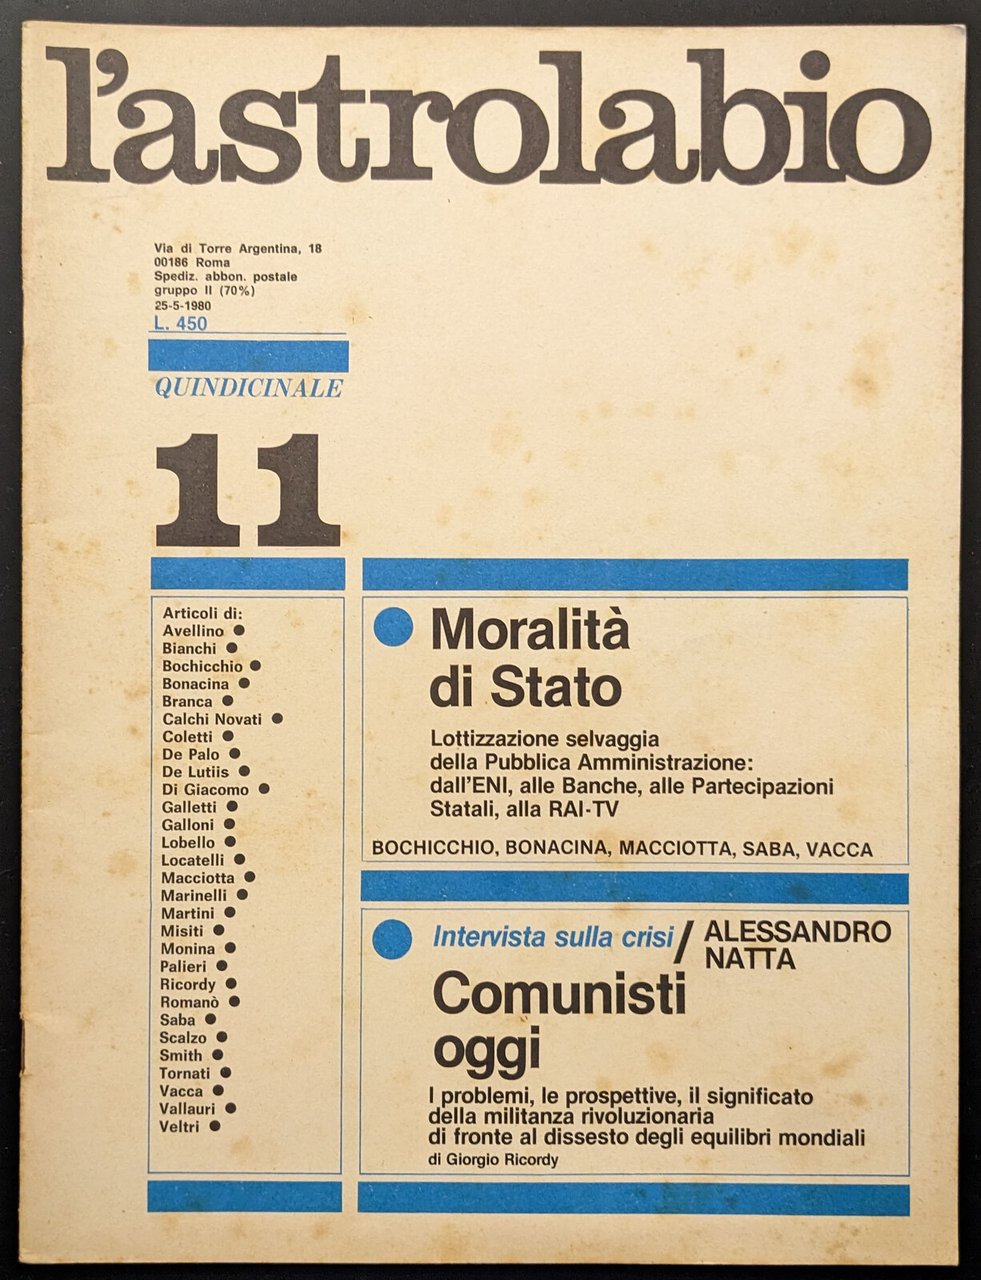 l'astrolabio
Via di Torre Argentina, 18
00186 Roma
Spediz. abbon. postale
gruppo II (70%)
25-5-1980
L. 450
QUINDICINALE
11
Articoli di:
Avellino ●
Bianchi ●
Bochicchio ●
Bonacina ●
Branca ●
Calchi Novati ●
Coletti ●
De Palo ●
De Lutiis ●
Di Giacomo ●
Galletti ●
Galloni ●
Lobello ●
Locatelli ●
Macciotta ●
Marinelli ●
Martini ●
Misiti ●
Monina ●
Palieri ●
Ricordy ●
Romanò ●
Saba ●
Scalzo ●
Smith ●
Tornati ●
Vacca ●
Vallauri ●
Veltri ●
Moralità
di Stato
Lottizzazione selvaggia
della Pubblica Amministrazione:
dall'ENI, alle Banche, alle Partecipazioni
Statali, alla RAI-TV
BOCHICCHIO, BONACINA, MACCIOTTA, SABA, VACCA
Intervista sulla crisi / ALESSANDRO
NATTA
Comunisti
oggi
I problemi, le prospettive, il significato
della militanza rivoluzionaria
di fronte al dissesto degli equilibri mondiali
di Giorgio Ricordy